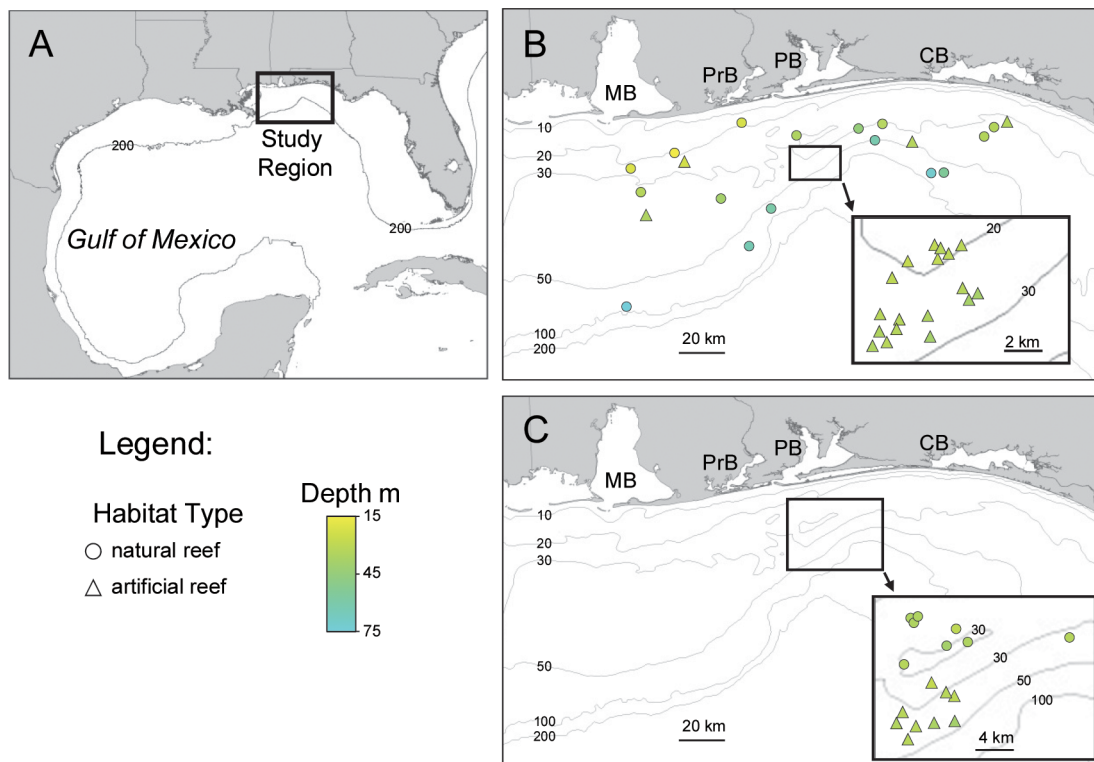 A
200
Study
Region
200
Gulf of Mexico
200
B
MB
PrB
PB
CB
10
20
30
50
100
200
20 km
20
30
2 km
Legend:
Habitat Type
natural reef
artificial reef
Depth m
15
45
75
C
MB
PrB
PB
CB
10
20
30
50
100
200
20 km
30
30
50
100
4 km